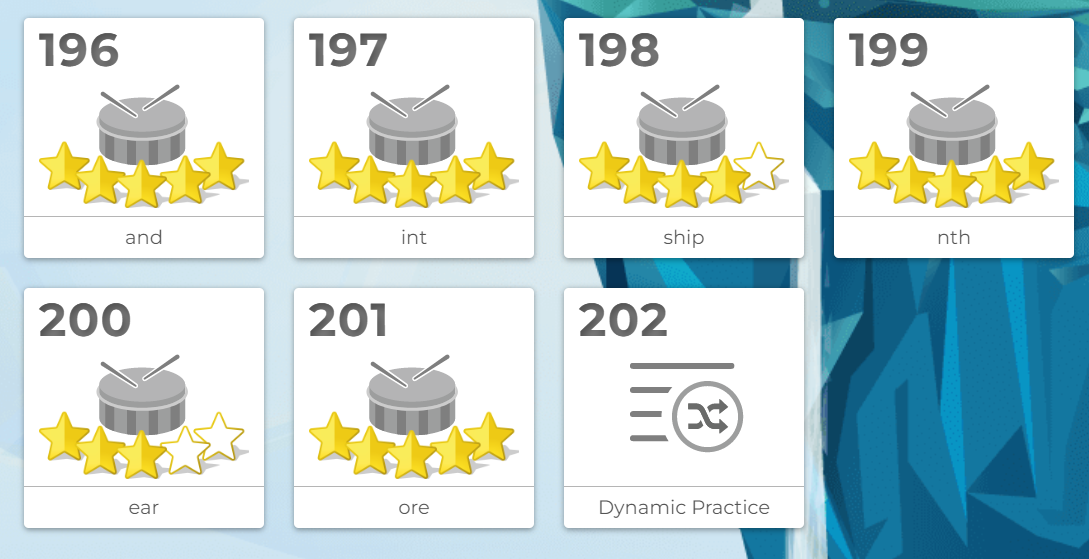 196
and
197
int
198
ship
199
nth
200
ear
201
ore
202
Dynamic Practice